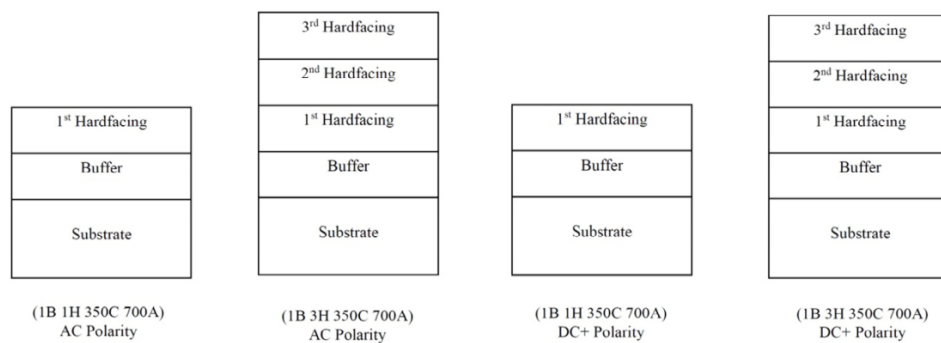 1st Hardfacing
Buffer
Substrate
(1B 1H 350C 700A)
AC Polarity
3rd Hardfacing
2nd Hardfacing
1st Hardfacing
Buffer
Substrate
(1B 3H 350C 700A)
AC Polarity
1st Hardfacing
Buffer
Substrate
(1B 1H 350C 700A)
DC+ Polarity
3rd Hardfacing
2nd Hardfacing
1st Hardfacing
Buffer
Substrate
(1B 3H 350C 700A)
DC+ Polarity